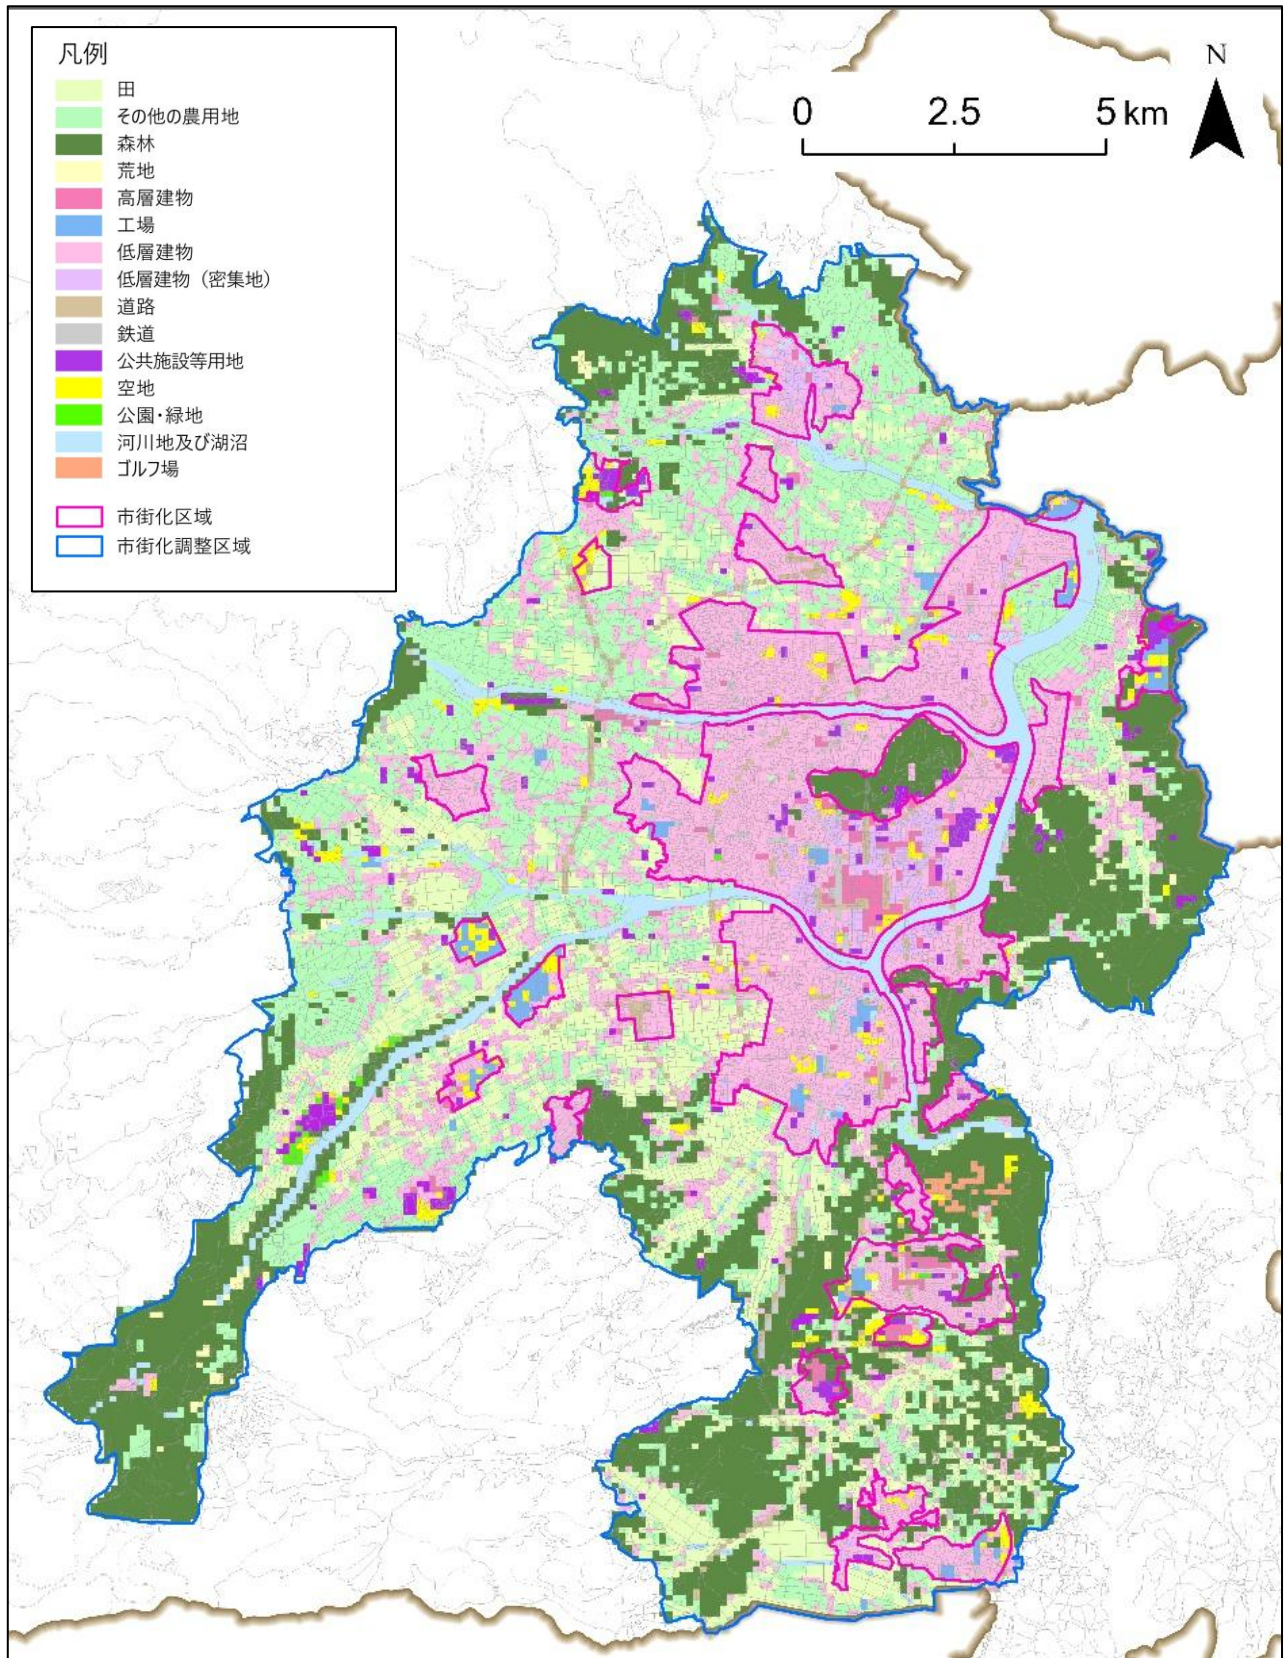 凡例
田
その他の農用地
森林
荒地
高層建物
工場
低層建物
低層建物（密集地）
道路
鉄道
公共施設等用地
空地
公園・緑地
河川地及び湖沼
ゴルフ場
市街化区域
市街化調整区域
N
0 2.5 5 km